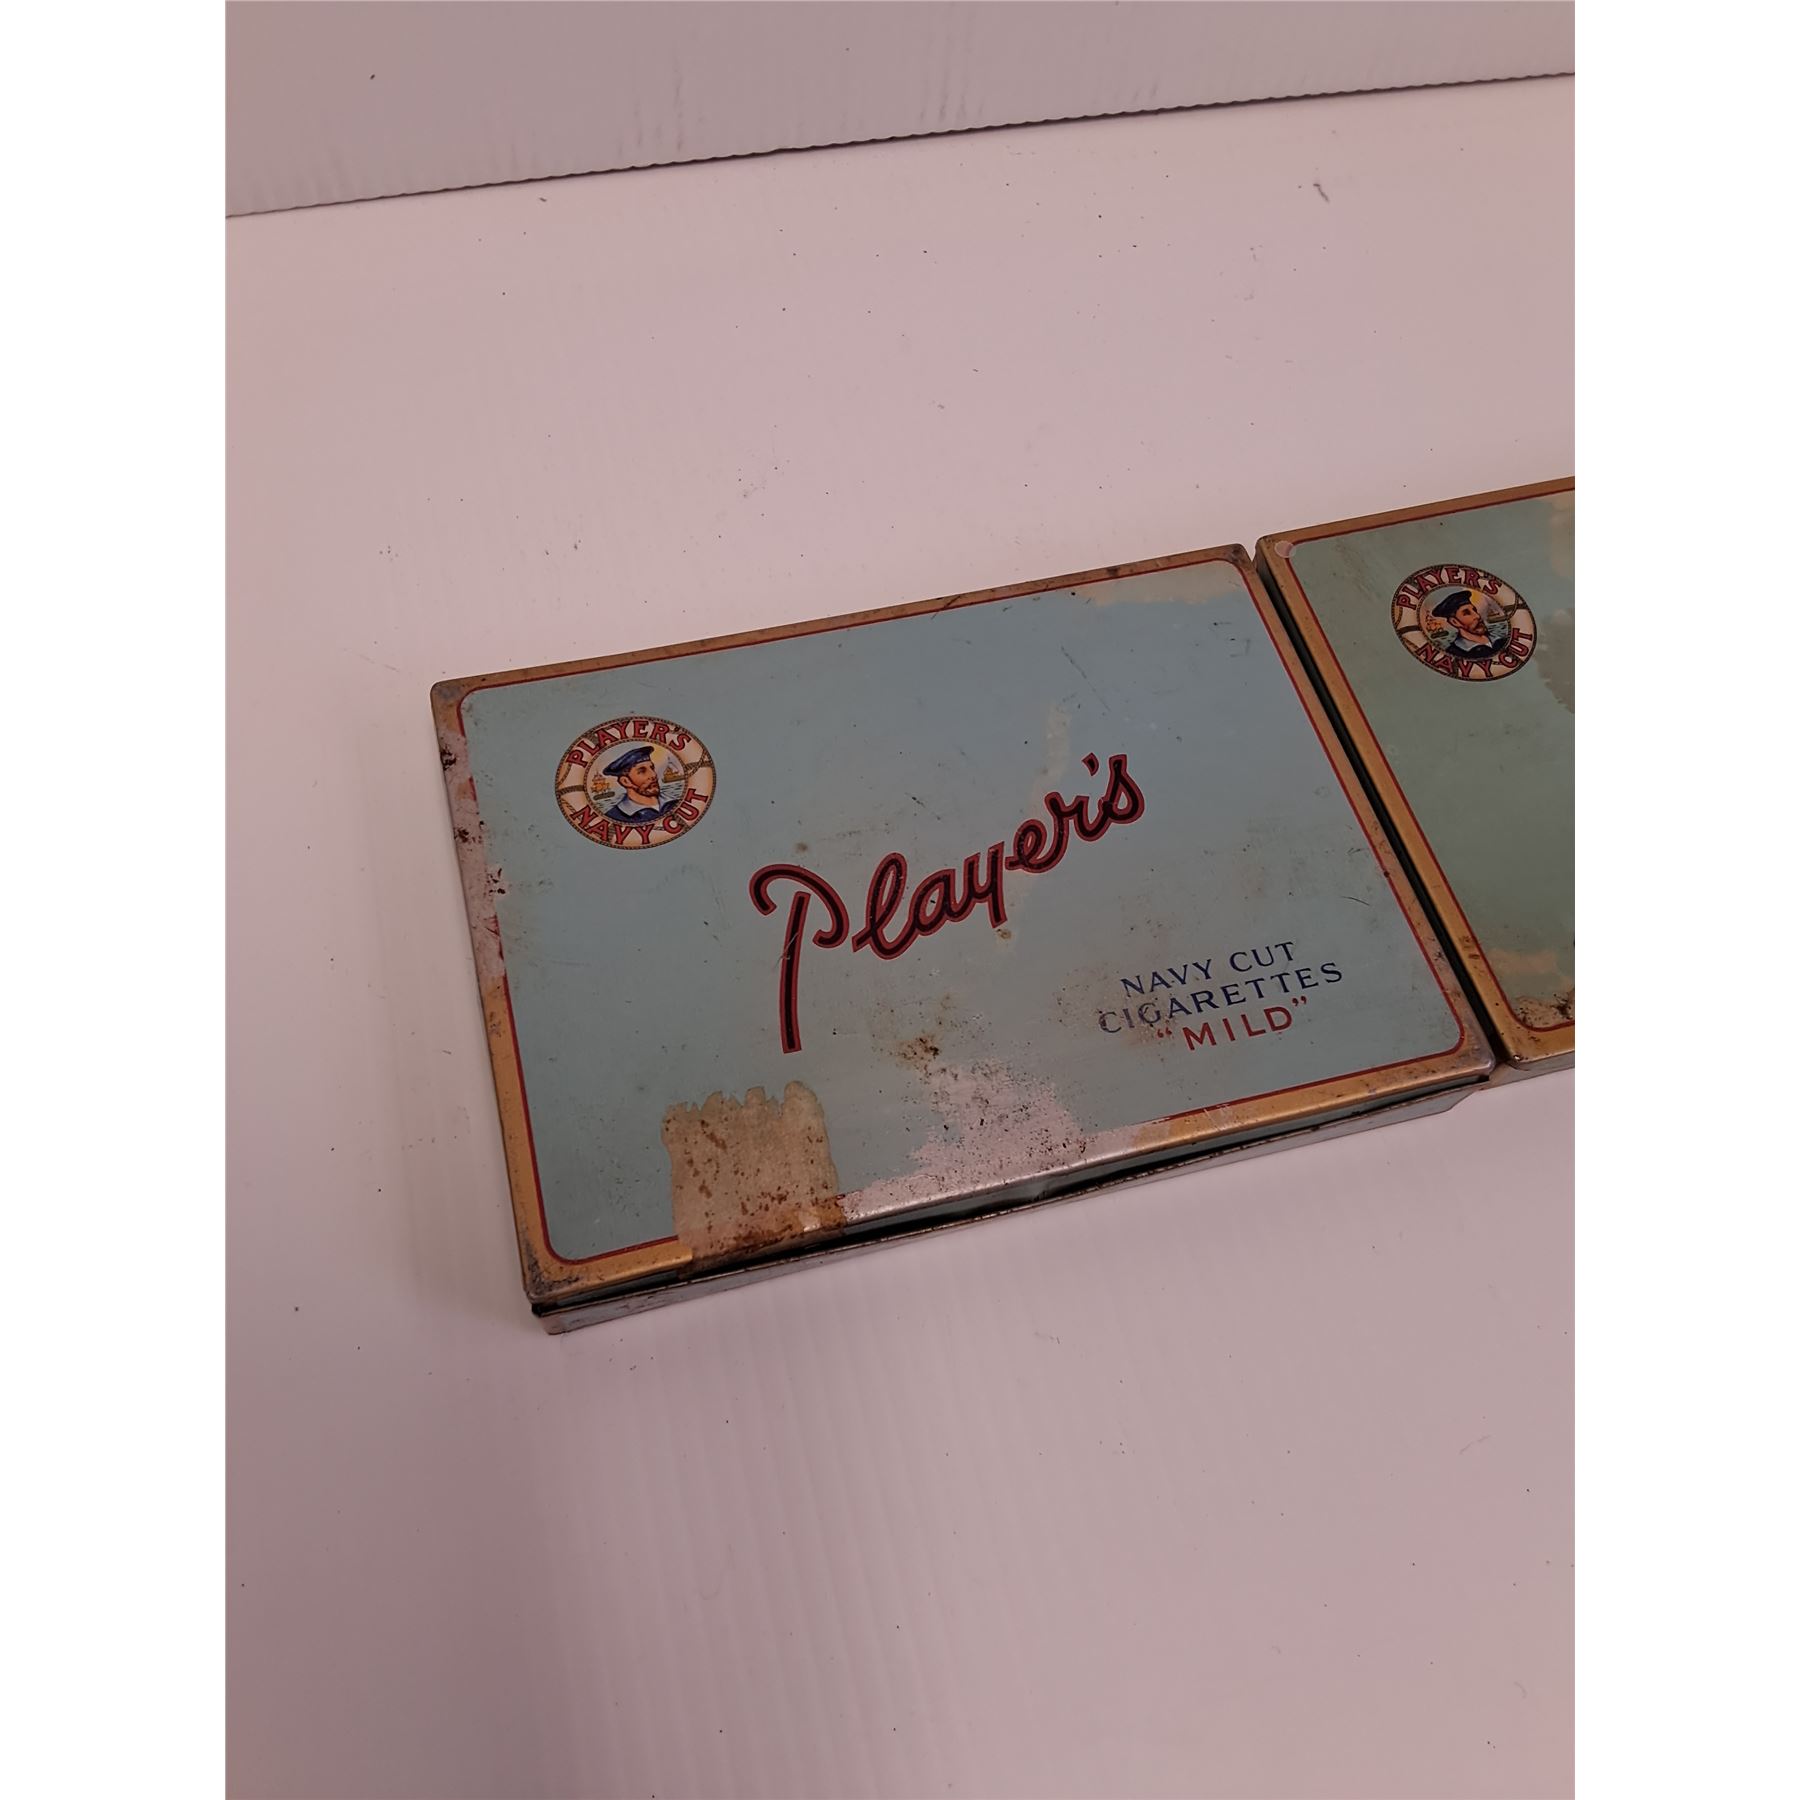 PLAYER'S
NAVY CUT
Player's
NAVY CUT
CIGARETTES
"MILD"
PLAYER'S
NAVY CUT